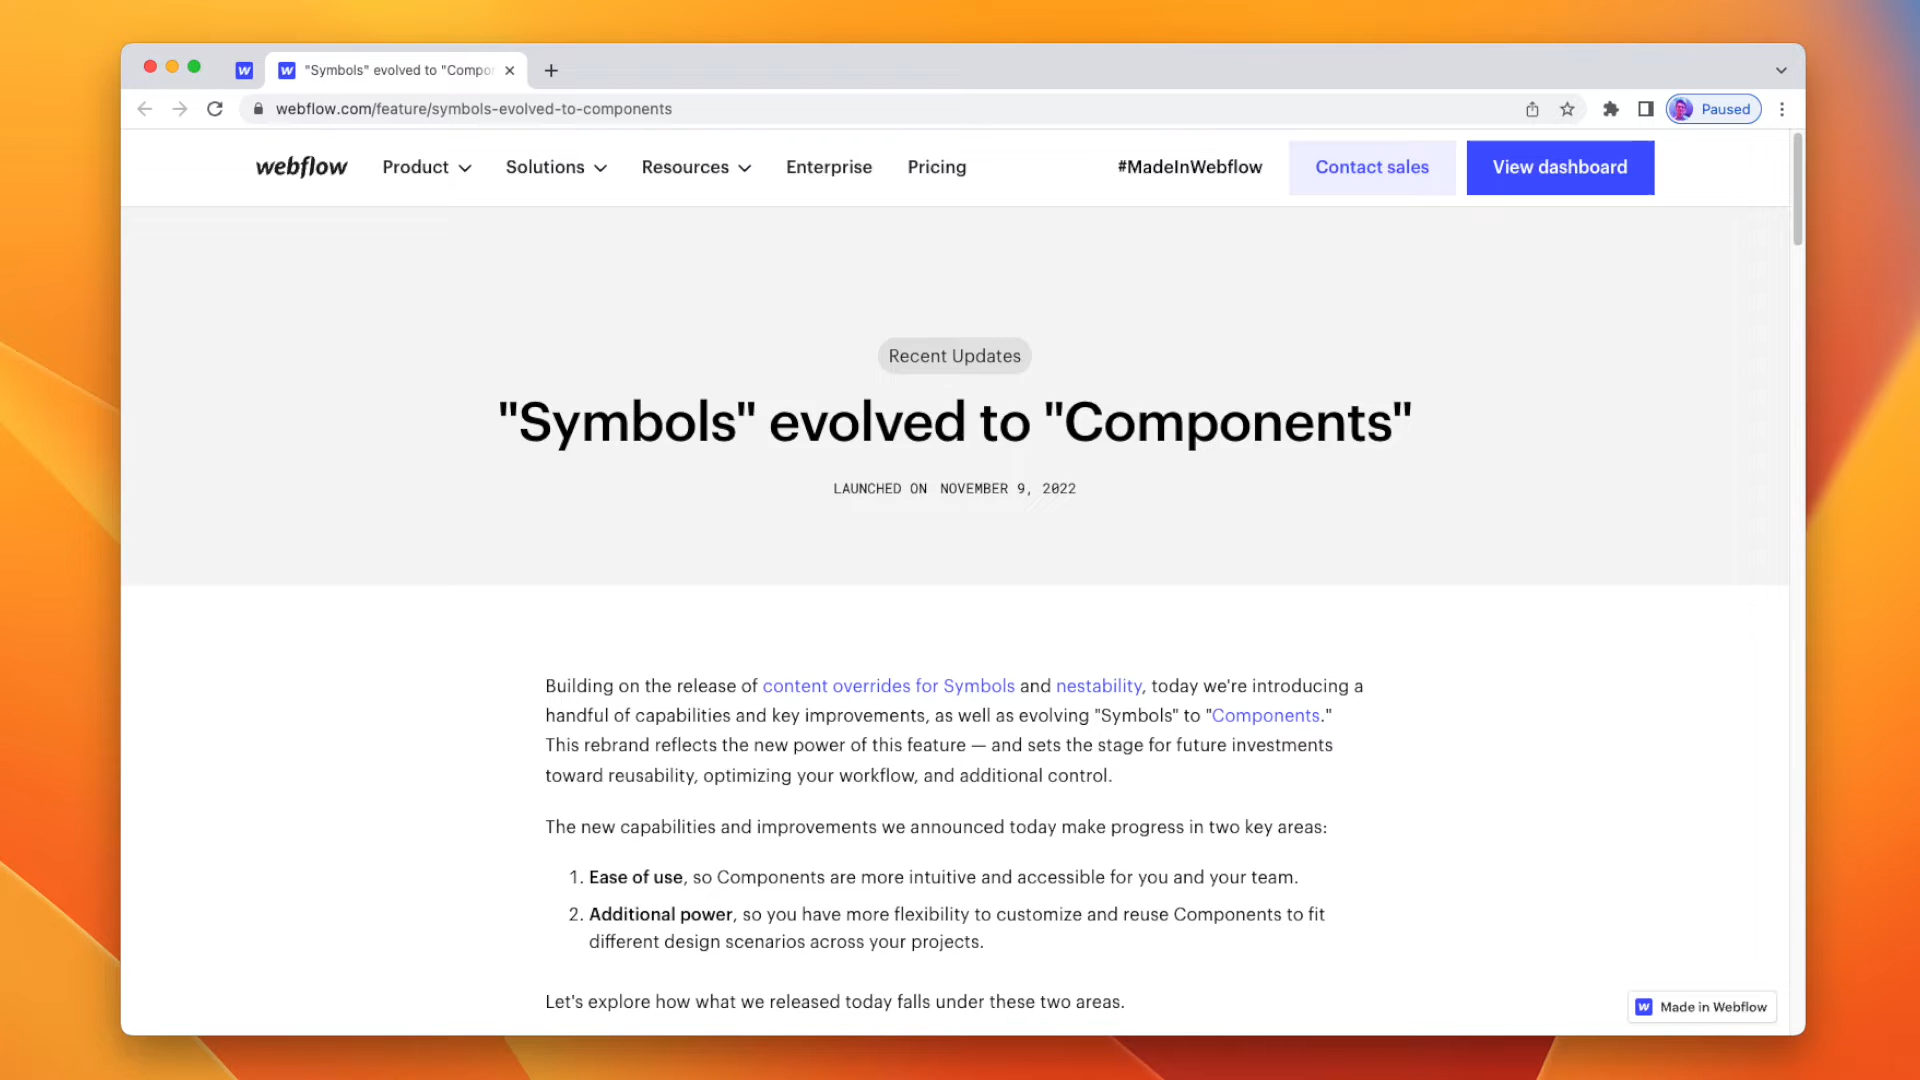 "Symbols" evolved to "Compo
webflow.com/feature/symbols-evolved-to-components
Paused
webflow
Product
Solutions
Resources
Enterprise
Pricing
#MadeInWebflow
Contact sales
View dashboard
Recent Updates
"Symbols" evolved to "Components"
LAUNCHED ON NOVEMBER 9, 2022
Building on the release of content overrides for Symbols and nestability, today we're introducing a
handful of capabilities and key improvements, as well as evolving "Symbols" to "Components."
This rebrand reflects the new power of this feature — and sets the stage for future investments
toward reusability, optimizing your workflow, and additional control.
The new capabilities and improvements we announced today make progress in two key areas:
1. Ease of use, so Components are more intuitive and accessible for you and your team.
2. Additional power, so you have more flexibility to customize and reuse Components to fit
different design scenarios across your projects.
Let's explore how what we released today falls under these two areas.
Made in Webflow